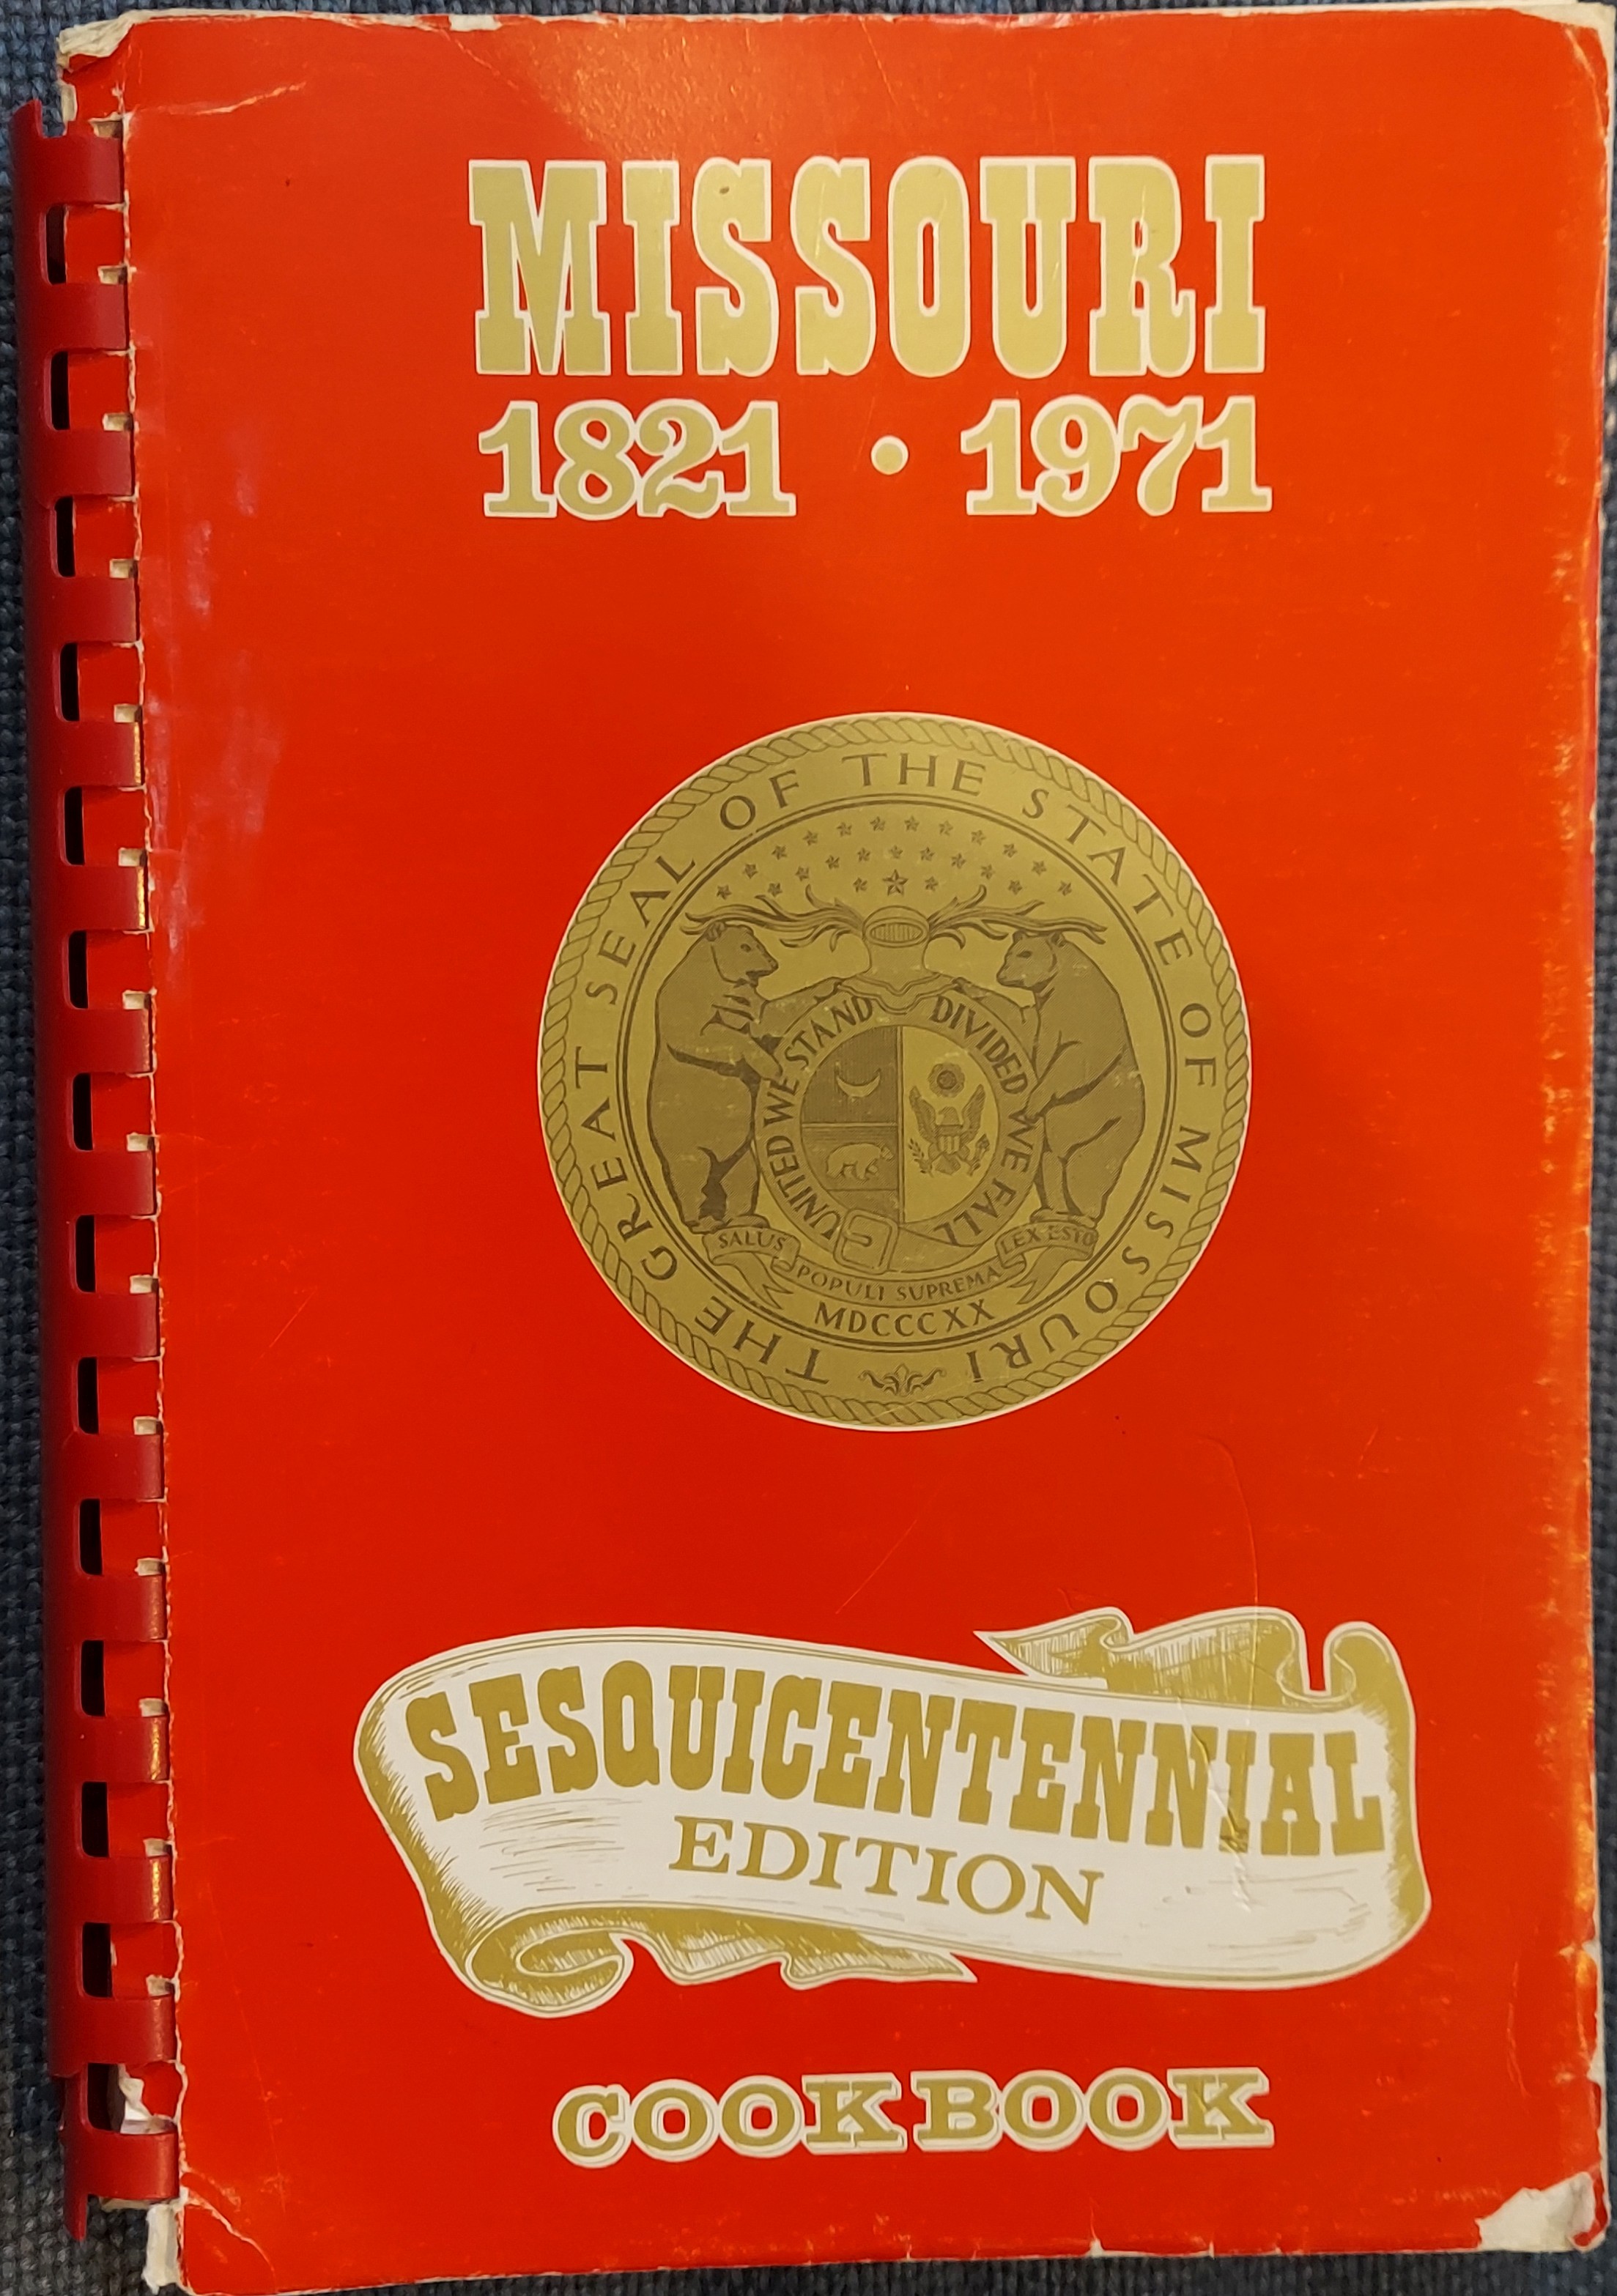 MISSOURI
1821 • 1971
THE GREAT SEAL OF THE STATE OF MISSOURI
UNITED WE STAND DIVIDED WE FALL
SALUS POPULI SUPREMA LEX ESTO
MDCCCXX
SESQUICENTENNIAL
EDITION
COOKBOOK